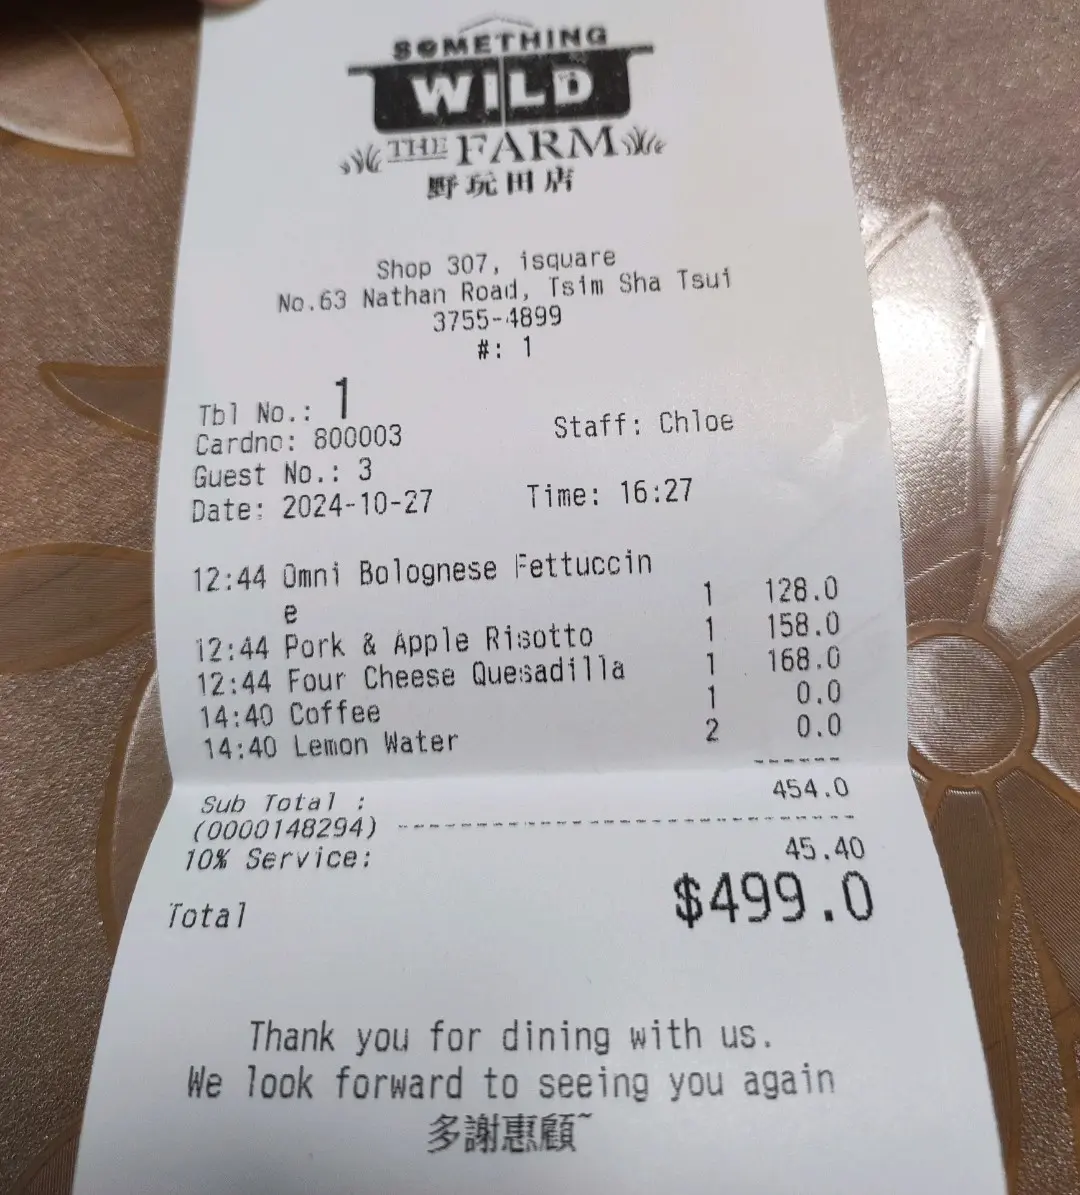 SOMETHING
WILD
THE FARM
野玩田店
Shop 307, isquare
No.63 Nathan Road, Tsim Sha Tsui
3755-4899
#: 1
Tbl No.: 1
Cardno: 800003 Staff: Chloe
Guest No.: 3
Date: 2024-10-27 Time: 16:27
12:44 Omni Bolognese Fettuccin
e 1 128.0
12:44 Pork & Apple Risotto 1 158.0
12:44 Four Cheese Quesadilla 1 168.0
14:40 Coffee 1 0.0
14:40 Lemon Water 2 0.0
------
Sub Total : 454.0
(0000148294) --------------------------------
10% Service: 45.40
Total $499.0
Thank you for dining with us.
We look forward to seeing you again
多謝惠顧~